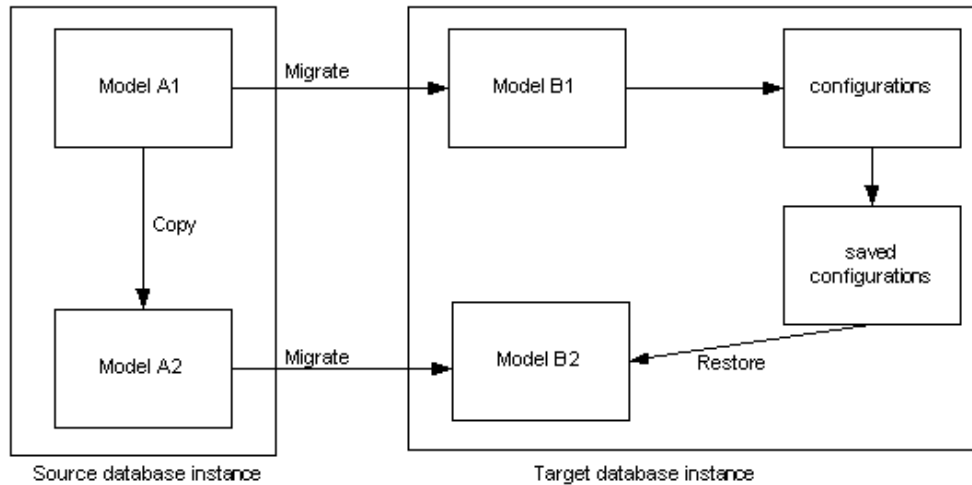 Model A1
Migrate
Model B1
configurations
Copy
saved
configurations
Model A2
Migrate
Model B2
Restore
Source database instance
Target database instance